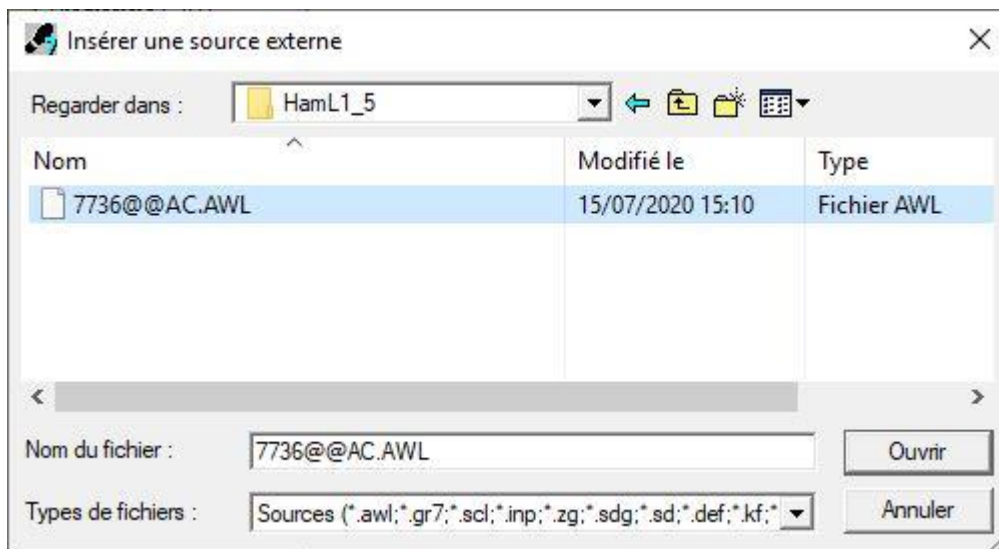 Insérer une source externe
Regarder dans :
HamL1_5
Nom Modifié le Type
7736@@AC.AWL 15/07/2020 15:10 Fichier AWL
Nom du fichier : 7736@@AC.AWL Ouvrir
Types de fichiers : Sources (*.awl;*.gr7;*.scl;*.inp;*.zg;*.sdg;*.sd;*.def;*.kf;* Annuler